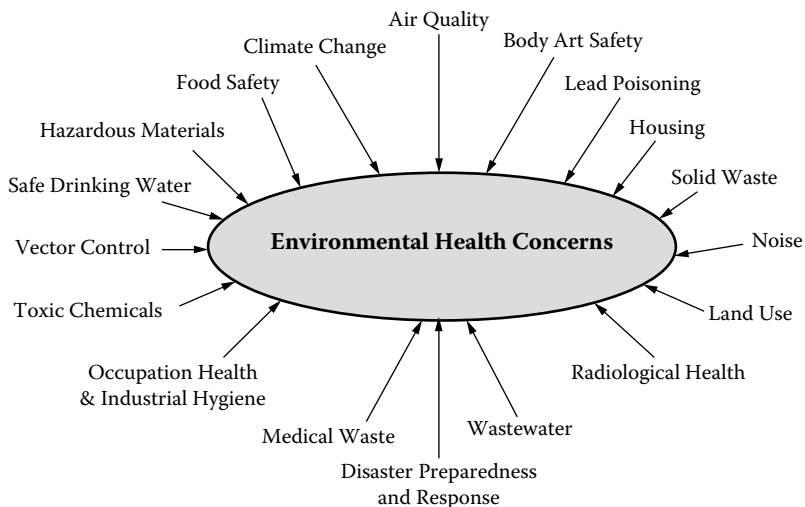 Air Quality
Climate Change
Body Art Safety
Food Safety
Lead Poisoning
Hazardous Materials
Housing
Safe Drinking Water
Solid Waste
Environmental Health Concerns
Vector Control
Noise
Toxic Chemicals
Land Use
Occupation Health
& Industrial Hygiene
Radiological Health
Medical Waste
Wastewater
Disaster Preparedness
and Response